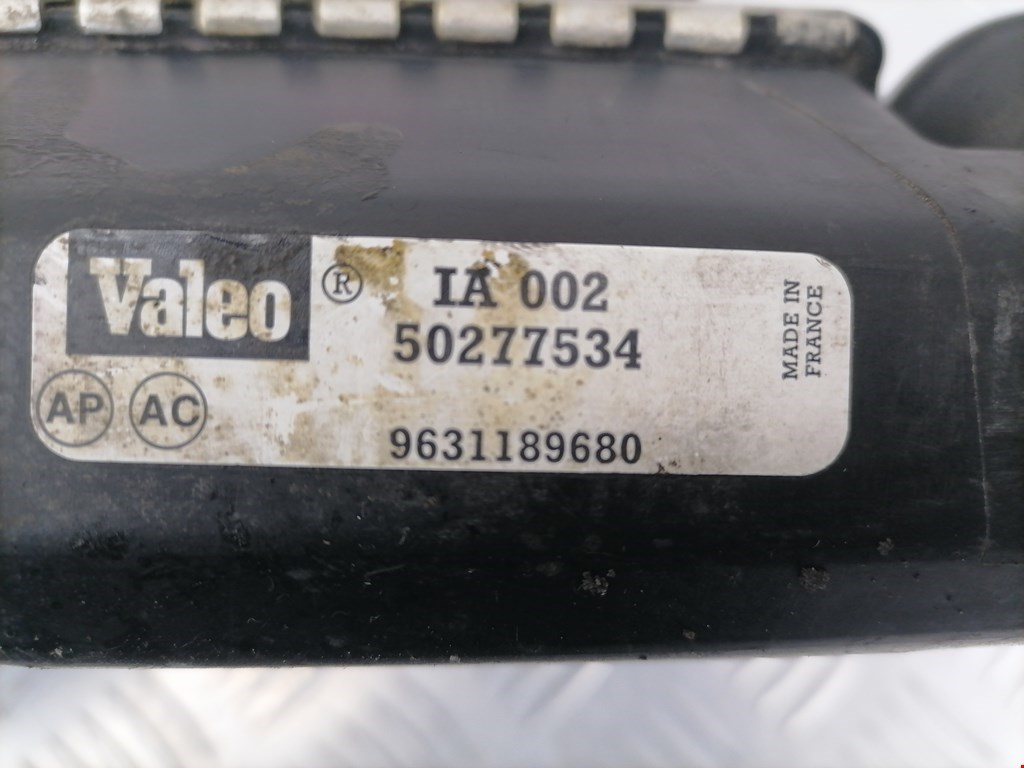 Valeo ® IA 002
50277534
AP AC
9631189680
MADE IN
FRANCE